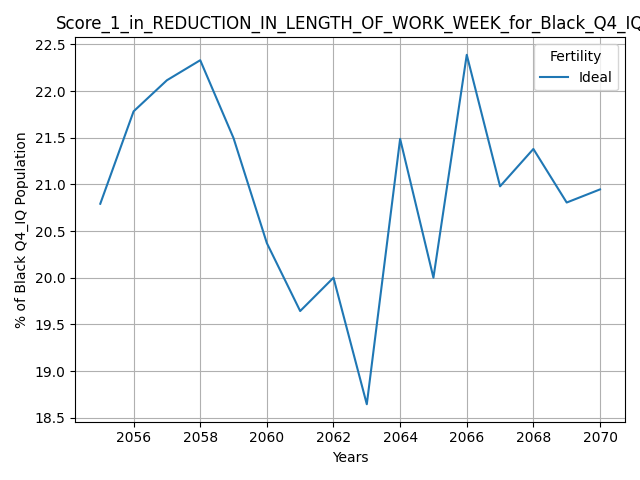 Score_1_in_REDUCTION_IN_LENGTH_OF_WORK_WEEK_for_Black_Q4_IQ
22.5
22.0
21.5
21.0
20.5
20.0
19.5
19.0
18.5
% of Black Q4_IQ Population
Fertility
Ideal
2056 2058 2060 2062 2064 2066 2068 2070
Years